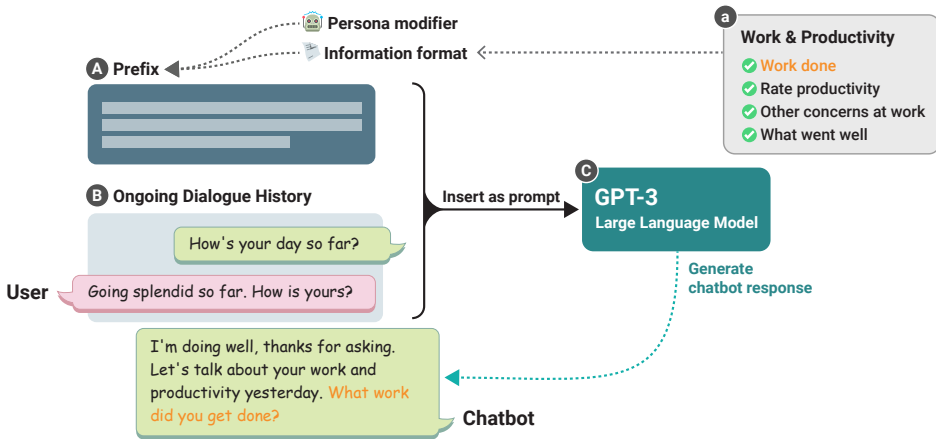 Persona modifier
Information format
A Prefix
a
Work & Productivity
Work done
Rate productivity
Other concerns at work
What went well
B Ongoing Dialogue History
How's your day so far?
User
Going splendid so far. How is yours?
Insert as prompt
C
GPT-3
Large Language Model
Generate
chatbot response
I'm doing well, thanks for asking.
Let's talk about your work and
productivity yesterday. What work
did you get done?
Chatbot